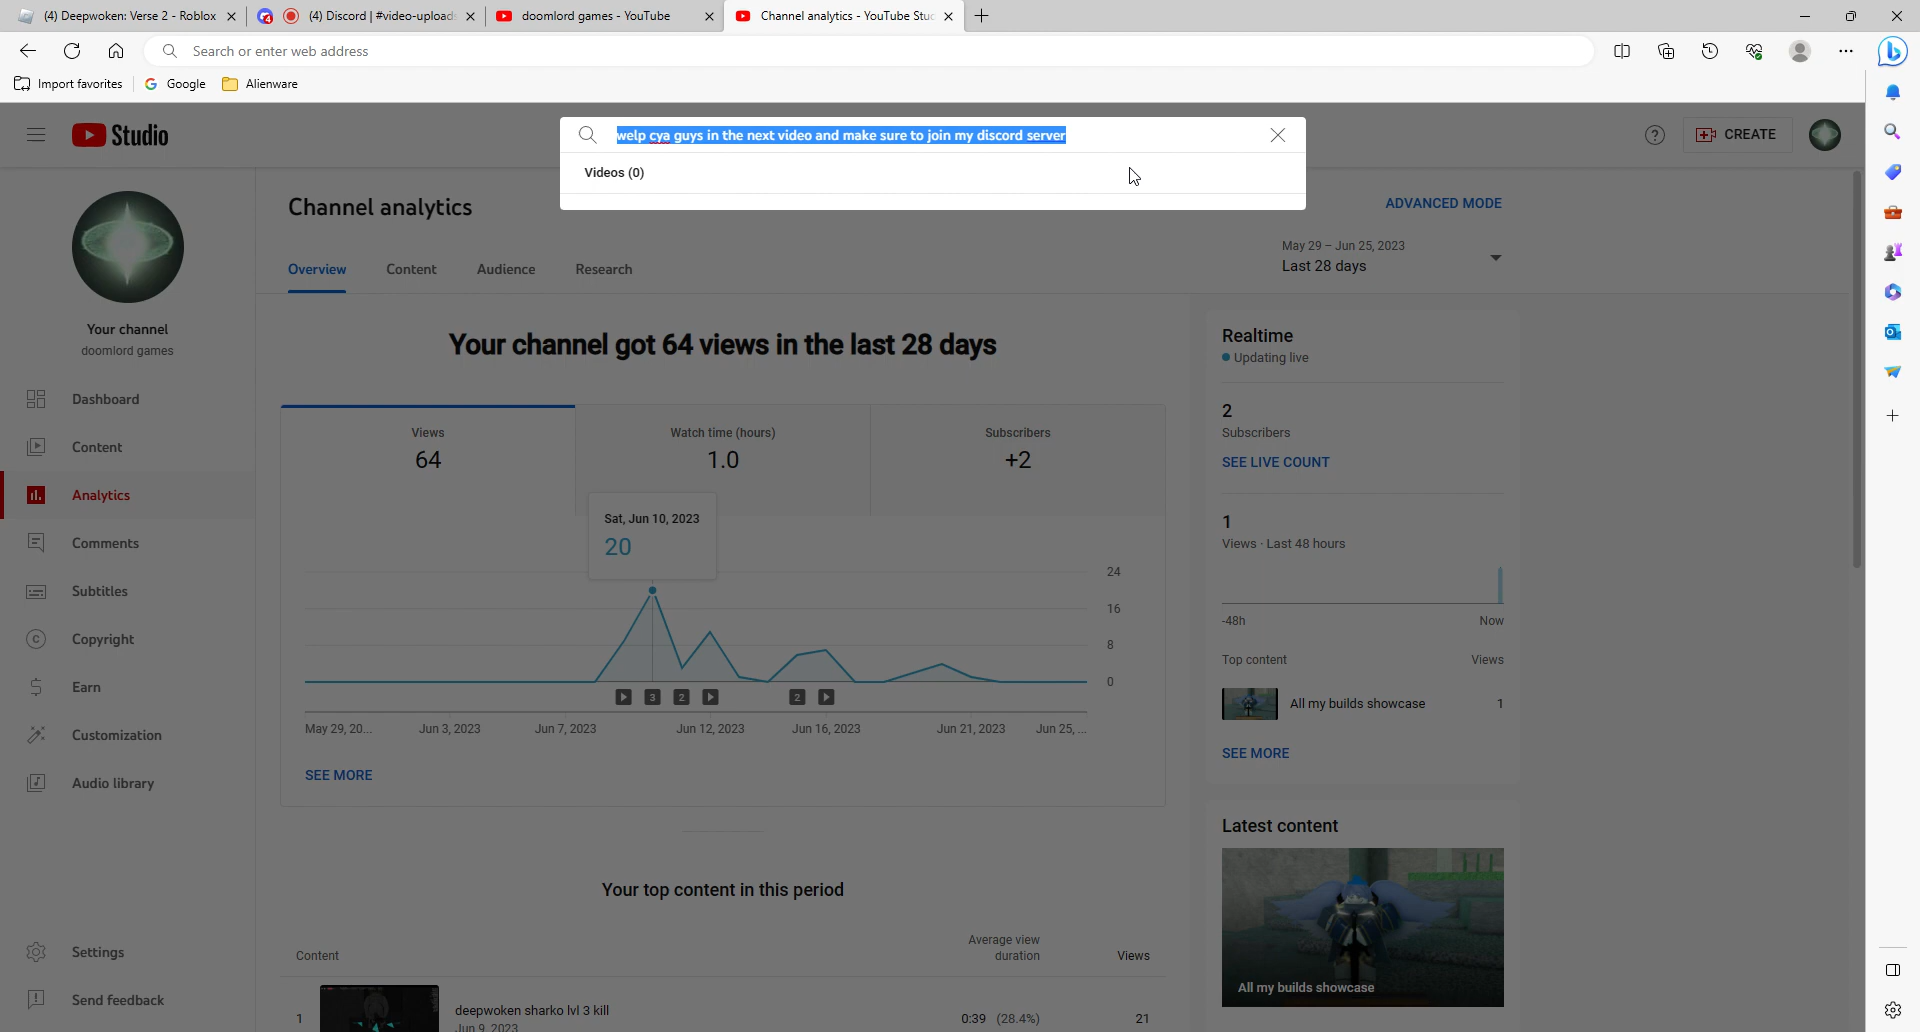 (4) Deepwoken: Verse 2 - Roblox
(4) Discord | #video-uploads
doomlord games - YouTube
Channel analytics - YouTube Stuc
Search or enter web address
Import favorites
Google
Alienware
Studio
welp cya guys in the next video and make sure to join my discord server
CREATE
Videos (0)
Your channel
doomlord games
Dashboard
Content
Analytics
Comments
Subtitles
Copyright
Earn
Customization
Audio library
Settings
Send feedback
Channel analytics
ADVANCED MODE
Overview
Content
Audience
Research
May 29 – Jun 25, 2023
Last 28 days
Your channel got 64 views in the last 28 days
Views
64
Watch time (hours)
1.0
Subscribers
+2
Sat, Jun 10, 2023
20
24
16
8
0
3
2
2
May 29, 20...
Jun 3, 2023
Jun 7, 2023
Jun 12, 2023
Jun 16, 2023
Jun 21, 2023
Jun 25, ...
SEE MORE
Your top content in this period
Content
Average view
duration
Views
1
deepwoken sharko lvl 3 kill
Jun 9, 2023
0:39 (28.4%)
21
Realtime
Updating live
2
Subscribers
SEE LIVE COUNT
1
Views · Last 48 hours
-48h
Now
Top content
Views
All my builds showcase
1
SEE MORE
Latest content
All my builds showcase